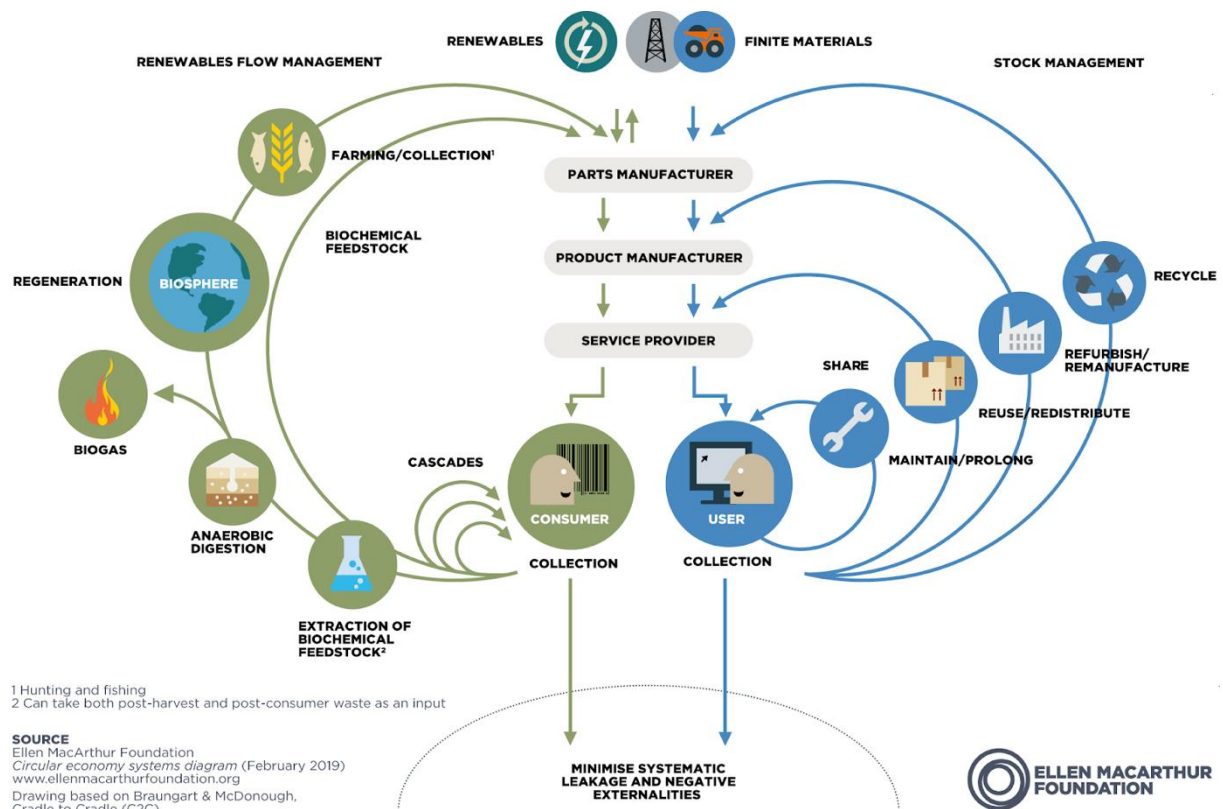 RENEWABLES
FINITE MATERIALS
RENEWABLES FLOW MANAGEMENT
STOCK MANAGEMENT
FARMING/COLLECTION¹
PARTS MANUFACTURER
BIOCHEMICAL
FEEDSTOCK
PRODUCT MANUFACTURER
REGENERATION
BIOSPHERE
RECYCLE
SERVICE PROVIDER
SHARE
REFURBISH/
REMANUFACTURE
REUSE/REDISTRIBUTE
BIOGAS
CASCADES
MAINTAIN/PROLONG
CONSUMER
USER
ANAEROBIC
DIGESTION
COLLECTION
COLLECTION
EXTRACTION OF
BIOCHEMICAL
FEEDSTOCK²
1 Hunting and fishing
2 Can take both post-harvest and post-consumer waste as an input
SOURCE
Ellen MacArthur Foundation
Circular economy systems diagram (February 2019)
www.ellenmacarthurfoundation.org
Drawing based on Braungart & McDonough,
Cradle to Cradle (C2C)
MINIMISE SYSTEMATIC
LEAKAGE AND NEGATIVE
EXTERNALITIES
ELLEN MACARTHUR
FOUNDATION